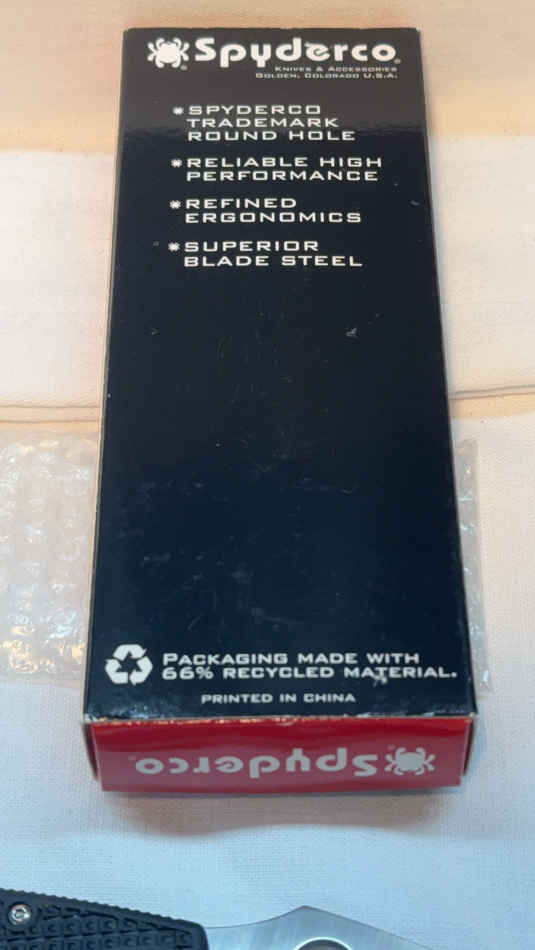 Spyderco
Knives & Accessories
Golden, Colorado U.S.A.
SPYDERCO
TRADEMARK
ROUND HOLE
RELIABLE HIGH
PERFORMANCE
REFINED
ERGONOMICS
SUPERIOR
BLADE STEEL
Packaging made with
66% recycled material.
PRINTED IN CHINA
Spyderco